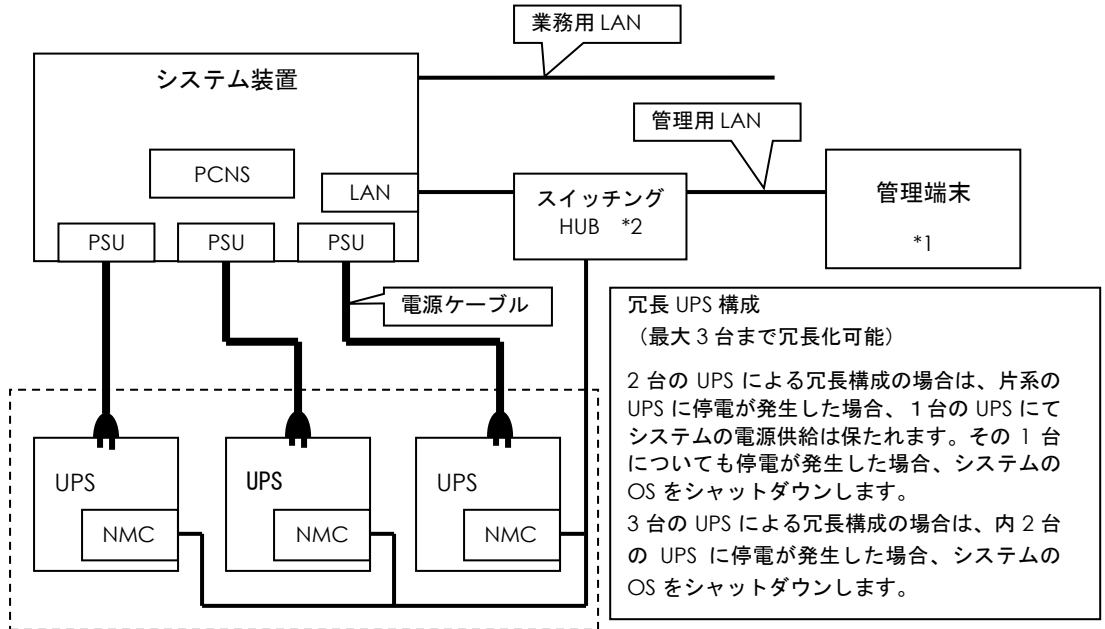 業務用 LAN
システム装置
管理用 LAN
PCNS
LAN
スイッチング
HUB *2
管理端末
*1
PSU
PSU
PSU
電源ケーブル
冗長 UPS 構成
（最大 3 台まで冗長化可能）
2 台の UPS による冗長構成の場合は、片系の
UPS に停電が発生した場合、１台の UPS にて
システムの電源供給は保たれます。その 1 台
についても停電が発生した場合、システムの
OS をシャットダウンします。
3 台の UPS による冗長構成の場合は、内 2 台
の UPS に停電が発生した場合、システムの
OS をシャットダウンします。
UPS
UPS
UPS
NMC
NMC
NMC